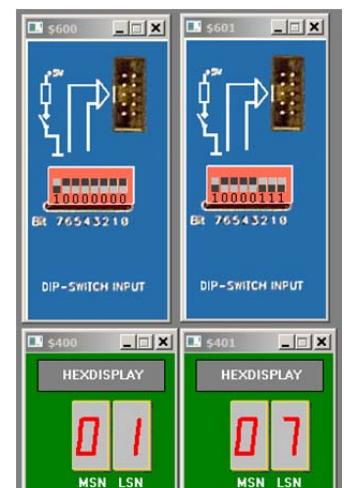 $600
$601
+5V
+5V
10000000
10000111
Bit 76543210
Bit 76543210
DIP-SWITCH INPUT
DIP-SWITCH INPUT
$400
$401
HEXDISPLAY
HEXDISPLAY
01
07
MSN LSN
MSN LSN